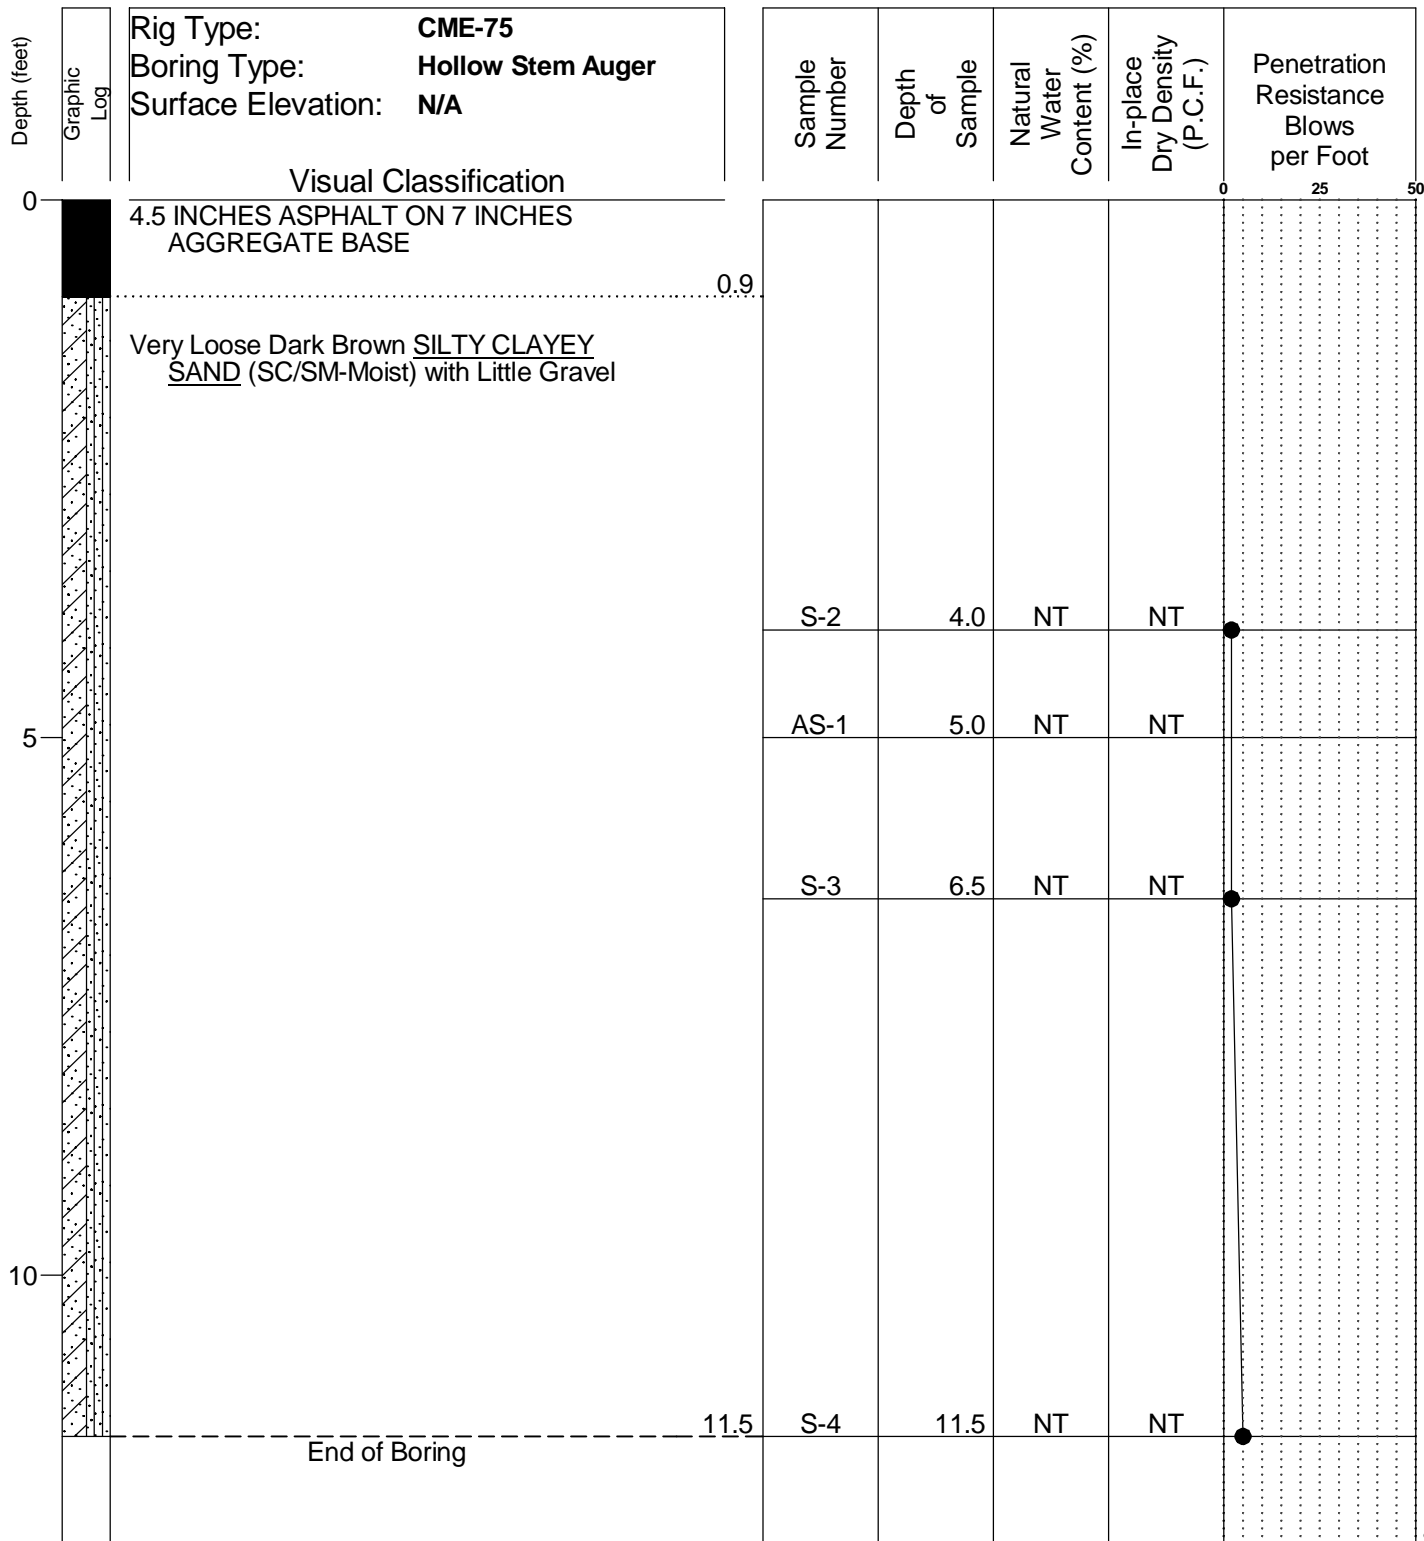 Depth (feet)
Graphic
Log
Rig Type: CME-75
Boring Type: Hollow Stem Auger
Surface Elevation: N/A
Visual Classification
Sample
Number
Depth
of
Sample
Natural
Water
Content (%)
In-place
Dry Density
(P.C.F.)
Penetration
Resistance
Blows
per Foot
0 25 50
0
4.5 INCHES ASPHALT ON 7 INCHES
AGGREGATE BASE
0.9
Very Loose Dark Brown SILTY CLAYEY
SAND (SC/SM-Moist) with Little Gravel
S-2 4.0 NT NT
5
AS-1 5.0 NT NT
S-3 6.5 NT NT
10
11.5 S-4 11.5 NT NT
End of Boring